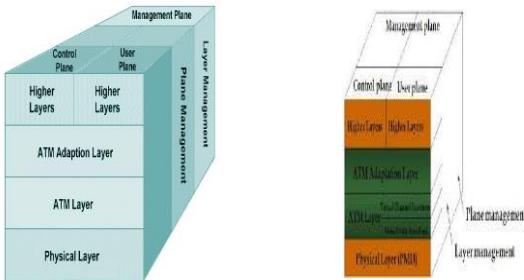 Management Plane
Control
Plane
User
Plane
Higher
Layers
Higher
Layers
ATM Adaption Layer
ATM Layer
Physical Layer
Plane Management
Layer Management
Management plane
Control plane
User plane
Higher Layers
Higher Layers
ATM Adaptation Layer
ATM Layer
Physical Layer
Plane managemen
Layer management